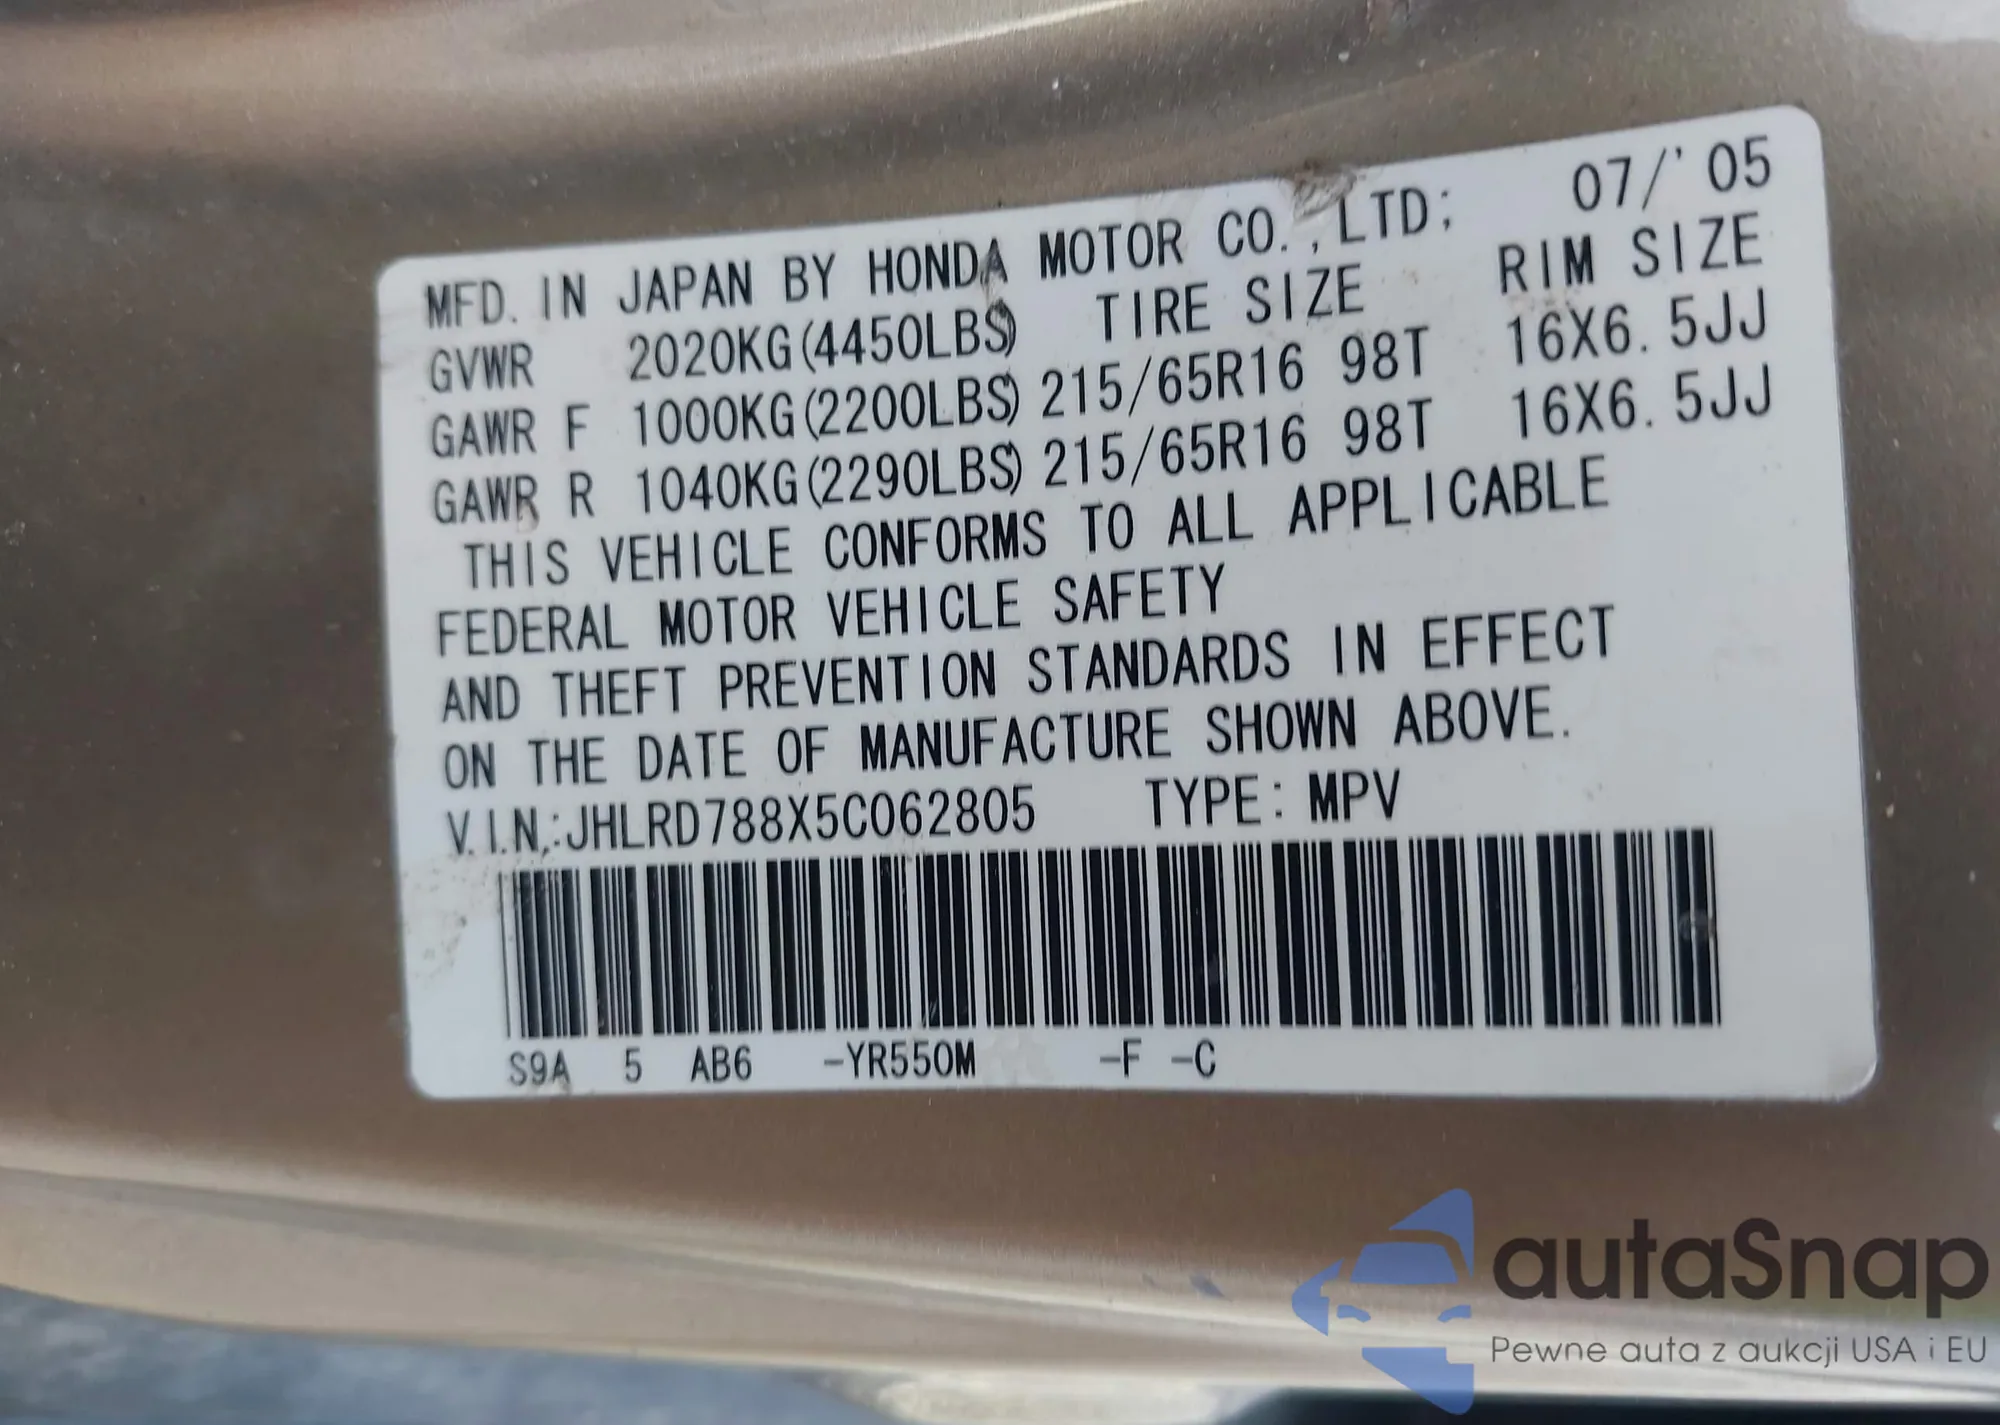 MFD. IN JAPAN BY HONDA MOTOR CO., LTD; 07/'05
GVWR 2020KG(4450LBS) TIRE SIZE RIM SIZE
GAWR F 1000KG(2200LBS) 215/65R16 98T 16X6.5JJ
GAWR R 1040KG(2290LBS) 215/65R16 98T 16X6.5JJ
THIS VEHICLE CONFORMS TO ALL APPLICABLE
FEDERAL MOTOR VEHICLE SAFETY
AND THEFT PREVENTION STANDARDS IN EFFECT
ON THE DATE OF MANUFACTURE SHOWN ABOVE.
V.I.N.:JHLRD788X5C062805 TYPE: MPV
S9A 5 AB6 -YR550M -F -C
autaSnap
Pewne auta z aukcji USA i EU